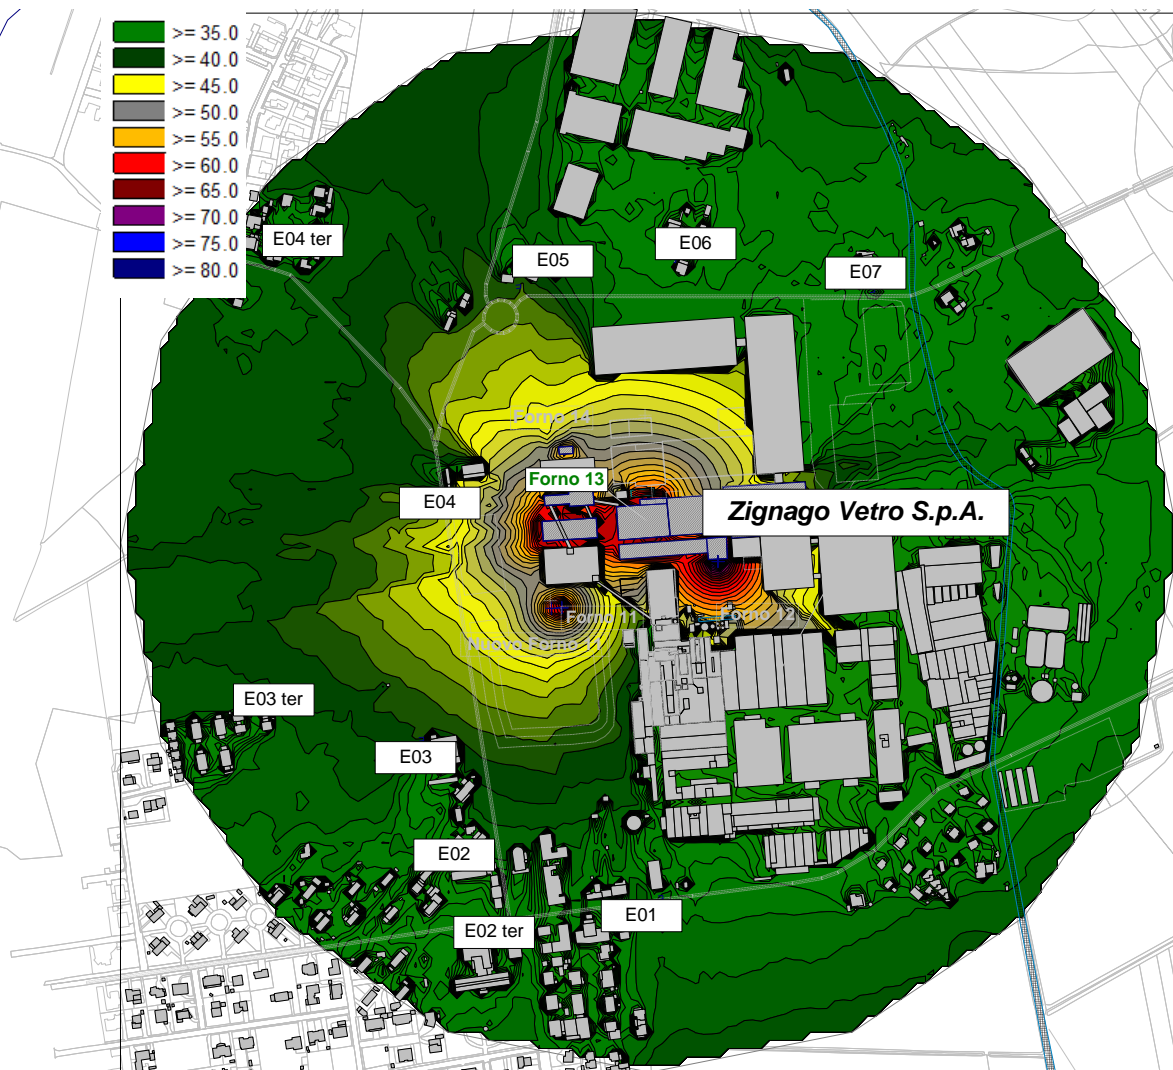 >= 35.0
>= 40.0
>= 45.0
>= 50.0
>= 55.0
>= 60.0
>= 65.0
>= 70.0
>= 75.0
>= 80.0
E04 ter
E05
E06
E07
Forno 14
Forno 13
E04
Zignago Vetro S.p.A.
Forno 11
Forno 12
Nuovo Forno 11
E03 ter
E03
E02
E01
E02 ter